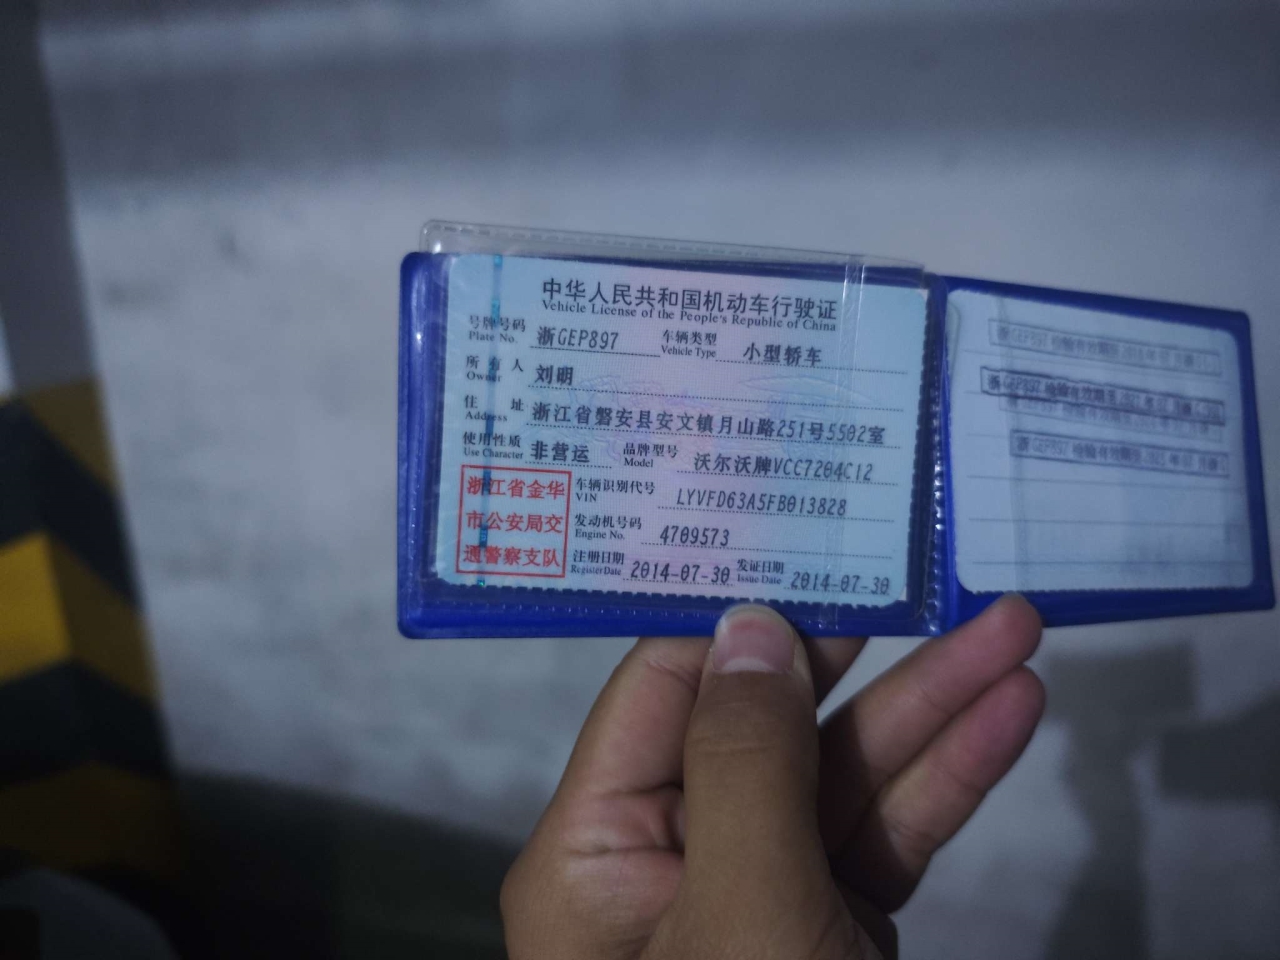 中华人民共和国机动车行驶证
Vehicle License of the People's Republic of China
号牌号码 浙GEP897 车辆类型 小型轿车
Plate No. Vehicle Type
所有人 刘明
Owner
住址 浙江省磐安县安文镇月山路251号5502室
Address
使用性质 非营运 品牌型号 沃尔沃牌VCC7204C12
Use Character Model
浙江省金华
市公安局交
通警察支队
车辆识别代号 LYVFD63A5FB013828
VIN
发动机号码 4709573
Engine No.
注册日期 2014-07-30 发证日期 2014-07-30
Register Date Issue Date